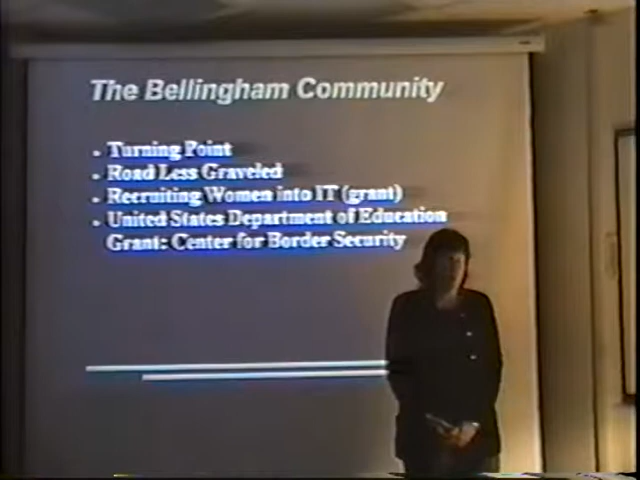 The Bellingham Community
• Turning Point
• Road Less Graveled
• Recruiting Women into IT (grant)
• United States Department of Education
Grant: Center for Border Security